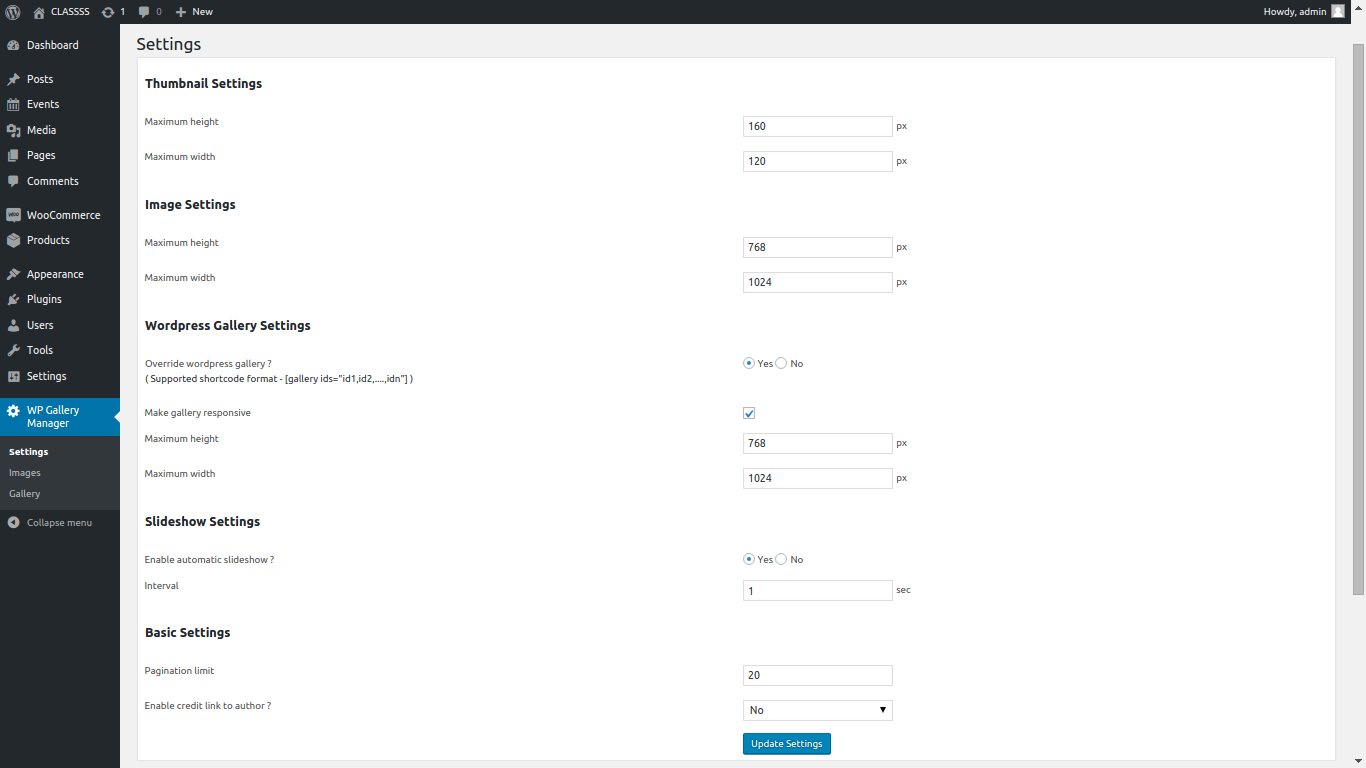 CLASSSS 1 0 New Howdy, admin
Dashboard
Posts
Events
Media
Pages
Comments
WooCommerce
Products
Appearance
Plugins
Users
Tools
Settings
WP Gallery
Manager
Settings
Images
Gallery
Collapse menu
Settings
Thumbnail Settings
Maximum height 160 px
Maximum width 120 px
Image Settings
Maximum height 768 px
Maximum width 1024 px
Wordpress Gallery Settings
Override wordpress gallery ? Yes No
( Supported shortcode format - [gallery ids="id1,id2,....,idn"] )
Make gallery responsive
Maximum height 768 px
Maximum width 1024 px
Slideshow Settings
Enable automatic slideshow ? Yes No
Interval 1 sec
Basic Settings
Pagination limit 20
Enable credit link to author ? No
Update Settings